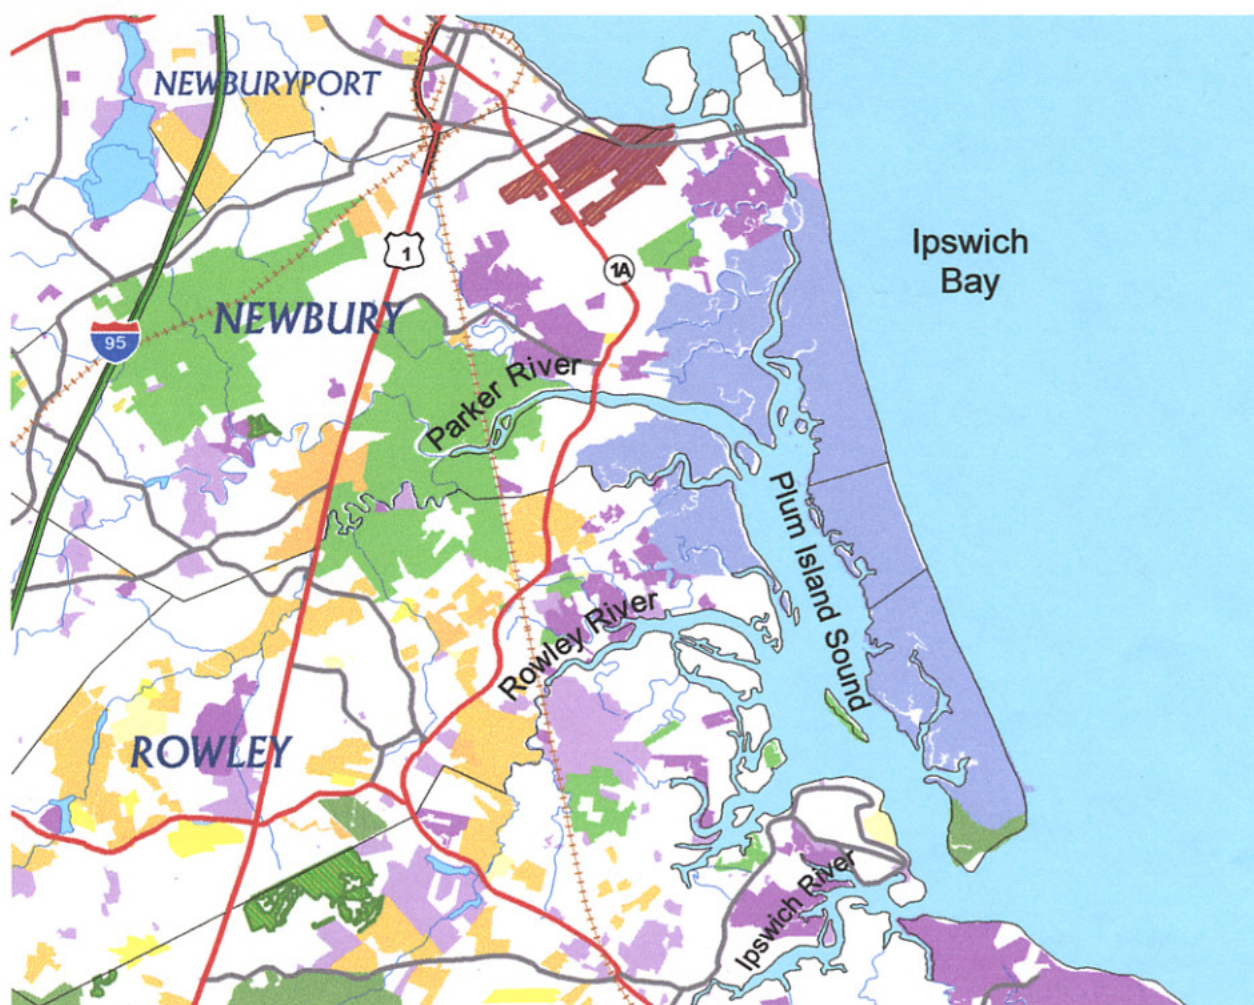 NEWBURYPORT
Ipswich
Bay
1
1A
NEWBURY
95
Parker River
Plum Island Sound
Rowley River
ROWLEY
Ipswich River